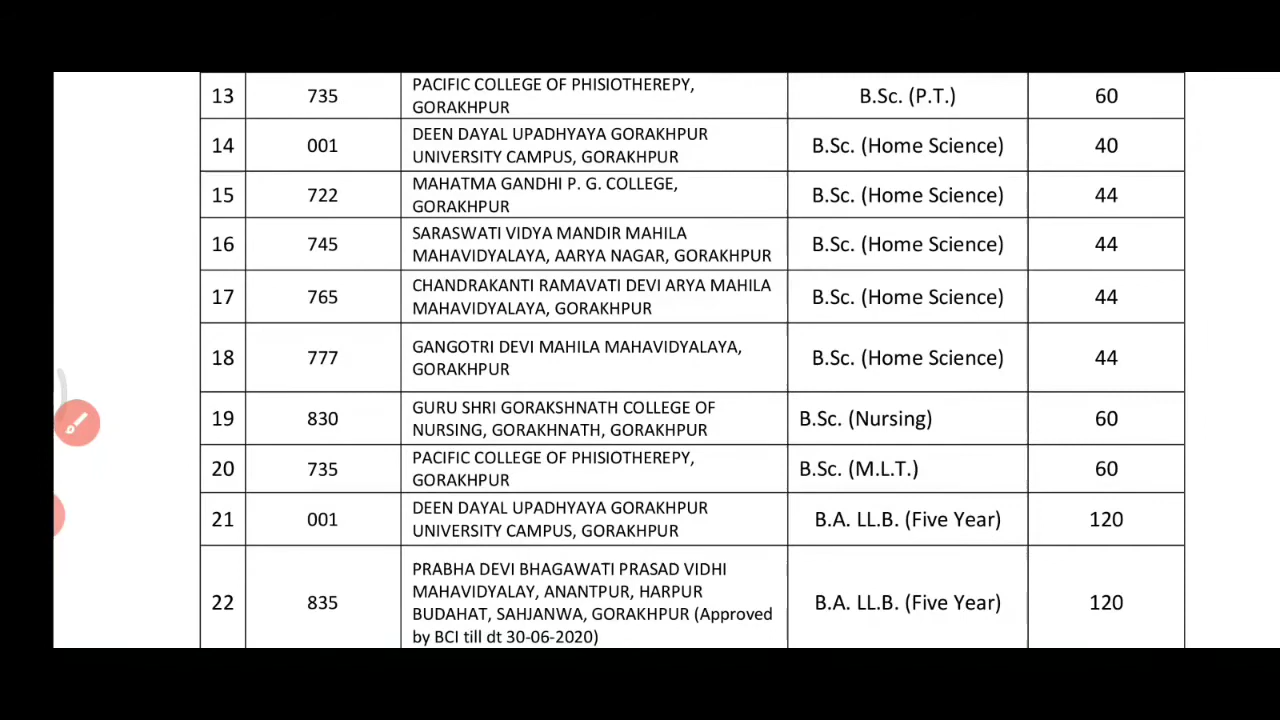 13 735 PACIFIC COLLEGE OF PHISIOTHEREPY, B.Sc. (P.T.) 60
GORAKHPUR
14 001 DEEN DAYAL UPADHYAYA GORAKHPUR B.Sc. (Home Science) 40
UNIVERSITY CAMPUS, GORAKHPUR
15 722 MAHATMA GANDHI P. G. COLLEGE, B.Sc. (Home Science) 44
GORAKHPUR
16 745 SARASWATI VIDYA MANDIR MAHILA B.Sc. (Home Science) 44
MAHAVIDYALAYA, AARYA NAGAR, GORAKHPUR
17 765 CHANDRAKANTI RAMAVATI DEVI ARYA MAHILA B.Sc. (Home Science) 44
MAHAVIDYALAYA, GORAKHPUR
18 777 GANGOTRI DEVI MAHILA MAHAVIDYALAYA, B.Sc. (Home Science) 44
GORAKHPUR
19 830 GURU SHRI GORAKSHNATH COLLEGE OF B.Sc. (Nursing) 60
NURSING, GORAKHNATH, GORAKHPUR
20 735 PACIFIC COLLEGE OF PHISIOTHEREPY, B.Sc. (M.L.T.) 60
GORAKHPUR
21 001 DEEN DAYAL UPADHYAYA GORAKHPUR B.A. LL.B. (Five Year) 120
UNIVERSITY CAMPUS, GORAKHPUR
22 835 PRABHA DEVI BHAGAWATI PRASAD VIDHI B.A. LL.B. (Five Year) 120
MAHAVIDYALAY, ANANTPUR, HARPUR
BUDAHAT, SAHJANWA, GORAKHPUR (Approved
by BCI till dt 30-06-2020)